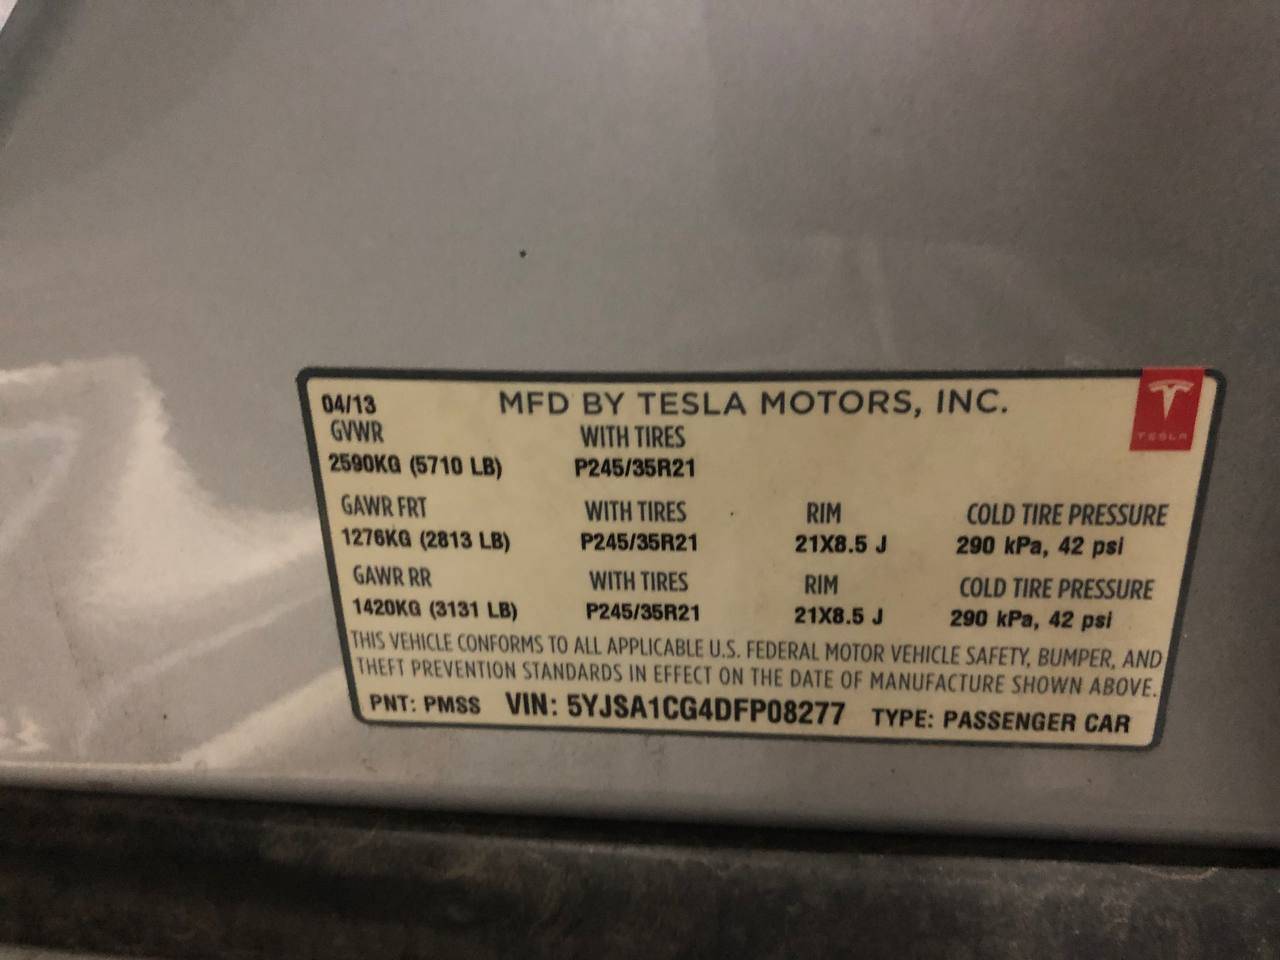 04/13 MFD BY TESLA MOTORS, INC.
TESLA
GVWR WITH TIRES
2590KG (5710 LB) P245/35R21
GAWR FRT WITH TIRES RIM COLD TIRE PRESSURE
1276KG (2813 LB) P245/35R21 21X8.5 J 290 kPa, 42 psi
GAWR RR WITH TIRES RIM COLD TIRE PRESSURE
1420KG (3131 LB) P245/35R21 21X8.5 J 290 kPa, 42 psi
THIS VEHICLE CONFORMS TO ALL APPLICABLE U.S. FEDERAL MOTOR VEHICLE SAFETY, BUMPER, AND
THEFT PREVENTION STANDARDS IN EFFECT ON THE DATE OF MANUFACTURE SHOWN ABOVE.
PNT: PMSS VIN: 5YJSA1CG4DFP08277 TYPE: PASSENGER CAR